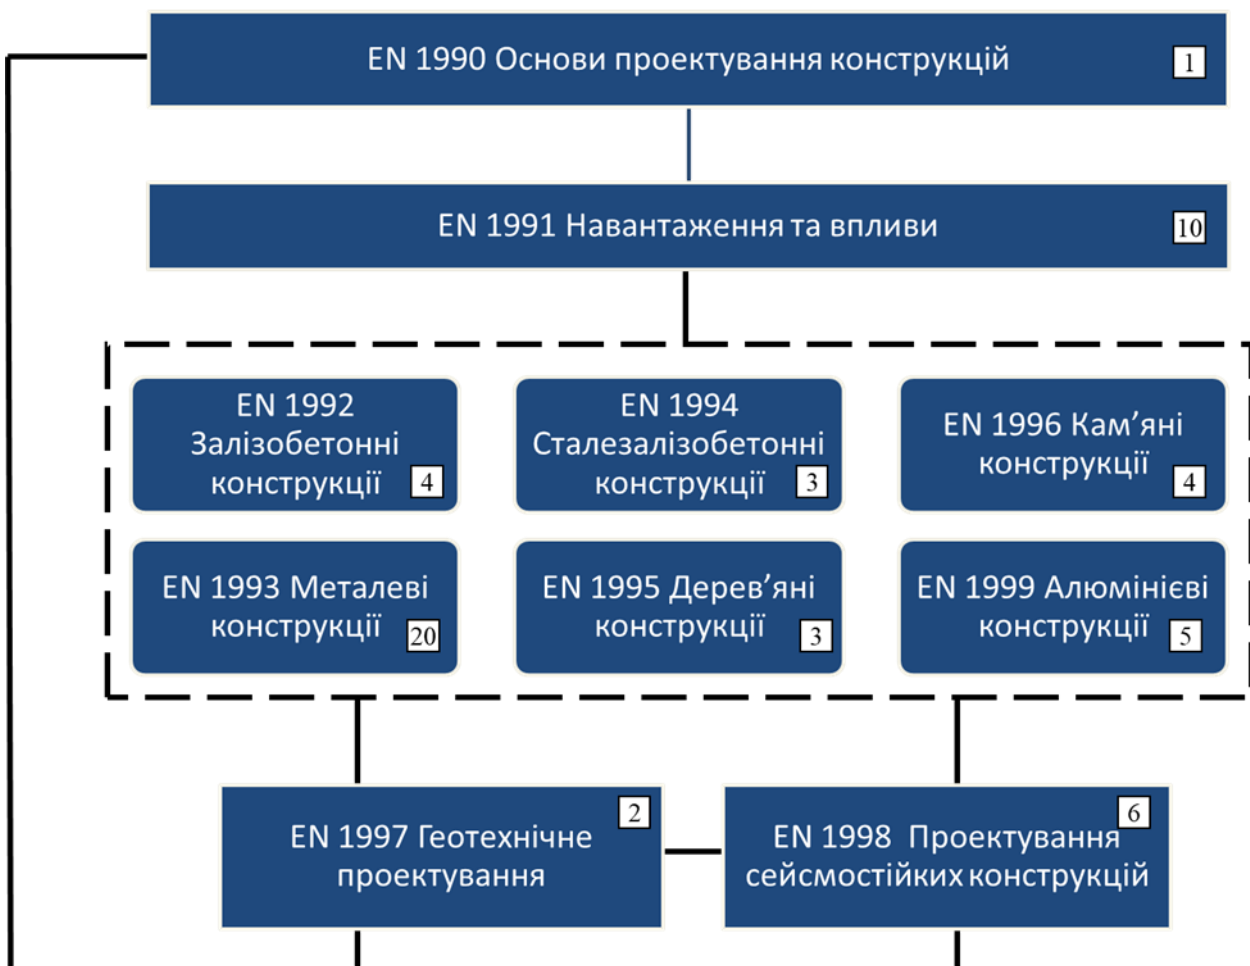 EN 1990 Основи проектування конструкцій
1
EN 1991 Навантаження та впливи
10
EN 1992
Залізобетонні
конструкції
4
EN 1994
Сталезалізобетонні
конструкції
3
EN 1996 Кам’яні
конструкції
4
EN 1993 Металеві
конструкції
20
EN 1995 Дерев’яні
конструкції
3
EN 1999 Алюмінієві
конструкції
5
EN 1997 Геотехнічне
проектування
2
EN 1998 Проектування
сейсмостійких конструкцій
6